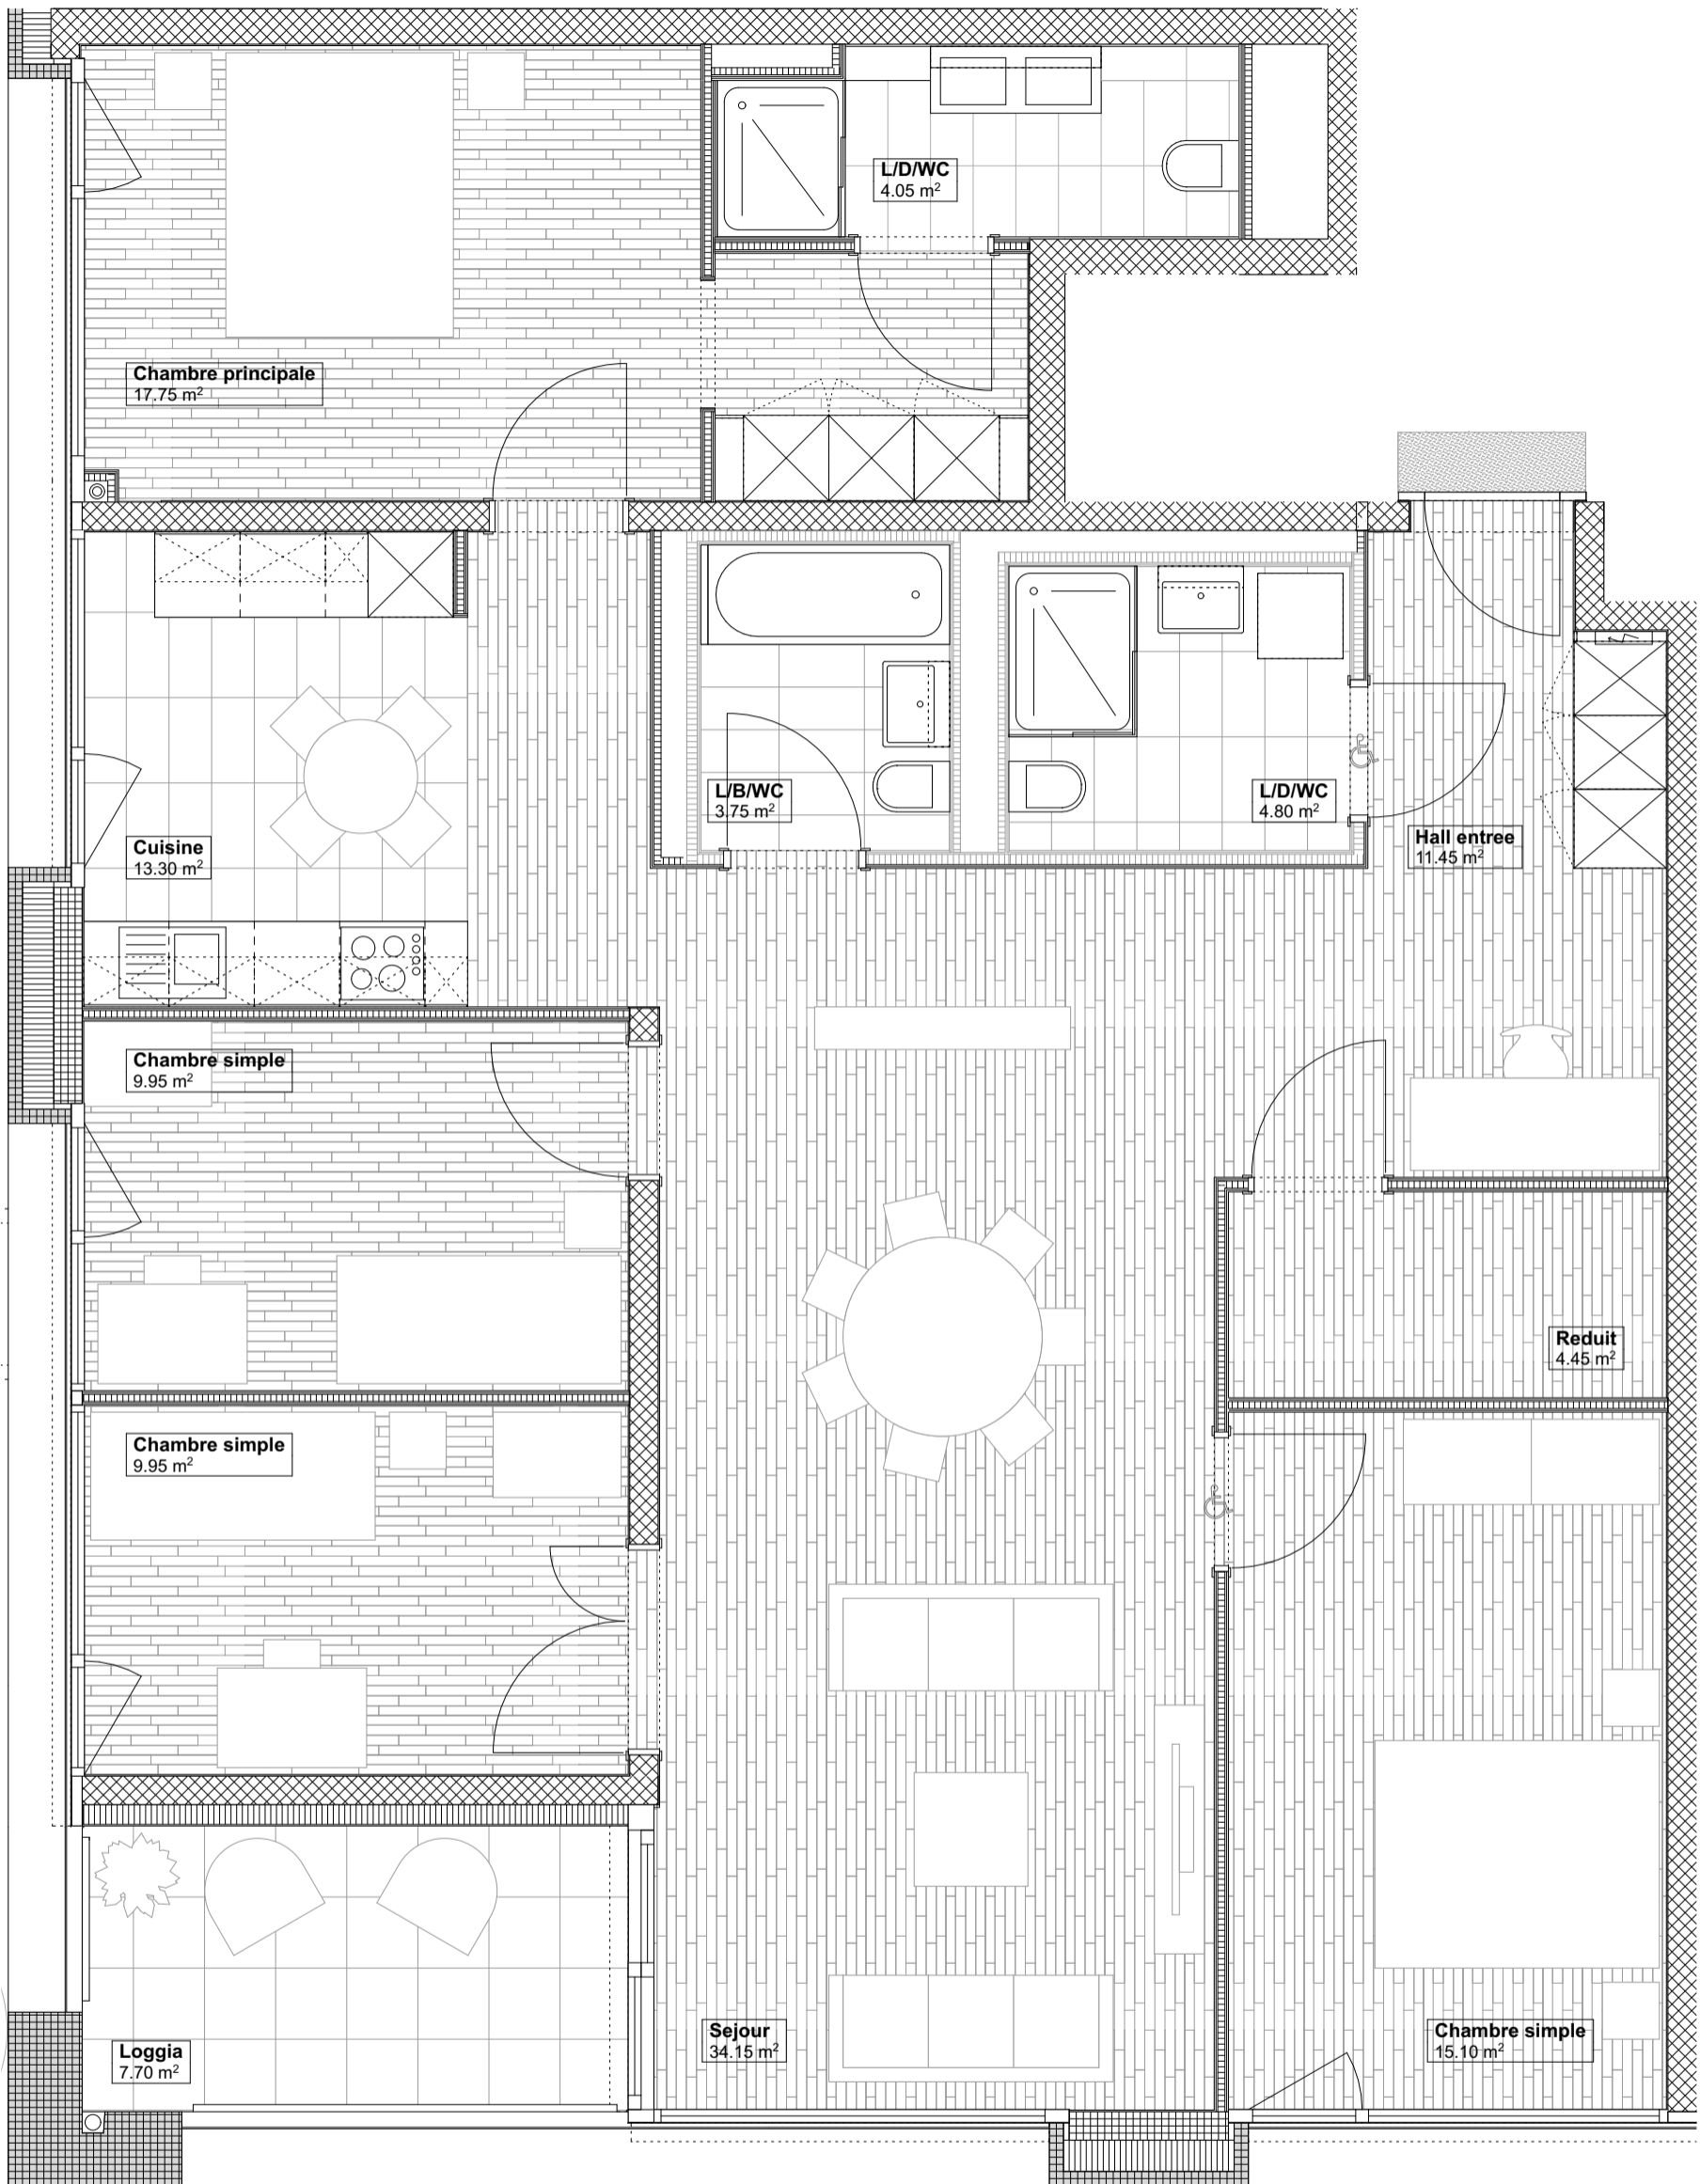 L/D/WC
4.05 m²
Chambre principale
17.75 m²
L/B/WC
3.75 m²
L/D/WC
4.80 m²
Hall entree
11.45 m²
Cuisine
13.30 m²
Chambre simple
9.95 m²
Reduit
4.45 m²
Chambre simple
9.95 m²
Loggia
7.70 m²
Sejour
34.15 m²
Chambre simple
15.10 m²